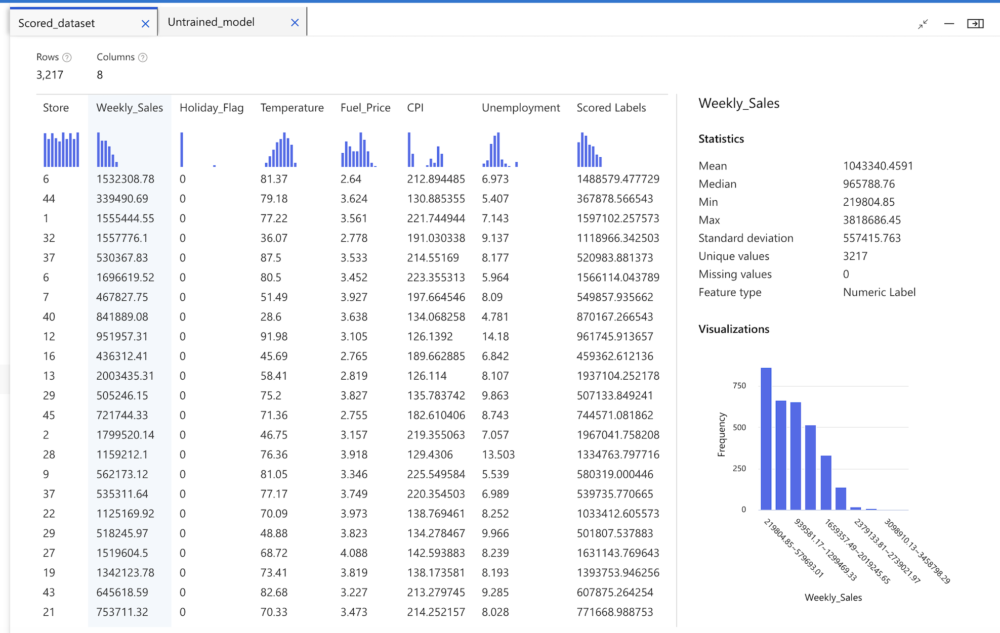 Scored_dataset
Untrained_model
Rows Columns
3,217 8
Store Weekly_Sales Holiday_Flag Temperature Fuel_Price CPI Unemployment Scored Labels
6 1532308.78 0 81.37 2.64 212.894485 6.973 1488579.477729
44 339490.69 0 79.18 3.624 130.885355 5.407 367878.566543
1 1555444.55 0 77.22 3.561 221.744944 7.143 1597102.257573
32 1557776.1 0 36.07 2.778 191.030338 9.137 1118966.342503
37 530367.83 0 87.5 3.533 214.55169 8.177 520983.881373
6 1696619.52 0 80.5 3.452 223.355313 5.964 1566114.043789
7 467827.75 0 51.49 3.927 197.664546 8.09 549857.935662
40 841889.08 0 28.6 3.638 134.068258 4.781 870167.266543
12 951957.31 0 91.98 3.105 126.1392 14.18 961745.913657
16 436312.41 0 45.69 2.765 189.662885 6.842 459362.612136
13 2003435.31 0 58.41 2.819 126.114 8.107 1937104.252178
29 505246.15 0 75.2 3.827 135.783742 9.863 507133.849241
45 721744.33 0 71.36 2.755 182.610406 8.743 744571.081862
2 1799520.14 0 46.75 3.157 219.355063 7.057 1967041.758208
28 1159212.1 0 76.36 3.918 129.4306 13.503 1334763.797716
9 562173.12 0 81.05 3.346 225.549584 5.539 580319.000446
37 535311.64 0 77.17 3.749 220.354503 6.989 539735.770665
22 1125169.92 0 70.09 3.973 138.769461 8.252 1033412.605573
29 518245.97 0 48.88 3.823 134.278467 9.966 501807.537883
27 1519604.5 0 68.72 4.088 142.593883 8.239 1631143.769643
19 1342123.78 0 73.41 3.819 138.173581 8.193 1393753.946256
43 645618.59 0 82.68 3.227 213.279745 9.285 607875.264254
21 753711.32 0 70.33 3.473 214.252157 8.028 771668.988753
Weekly_Sales
Statistics
Mean 1043340.4591
Median 965788.76
Min 219804.85
Max 3818686.45
Standard deviation 557415.763
Unique values 3217
Missing values 0
Feature type Numeric Label
Visualizations
Frequency
750
500
250
0
219804.85~579693.01
939581.17~1299469.33
1659357.49~2019245.65
2379133.81~2739021.97
3098910.13~3458798.29
Weekly_Sales